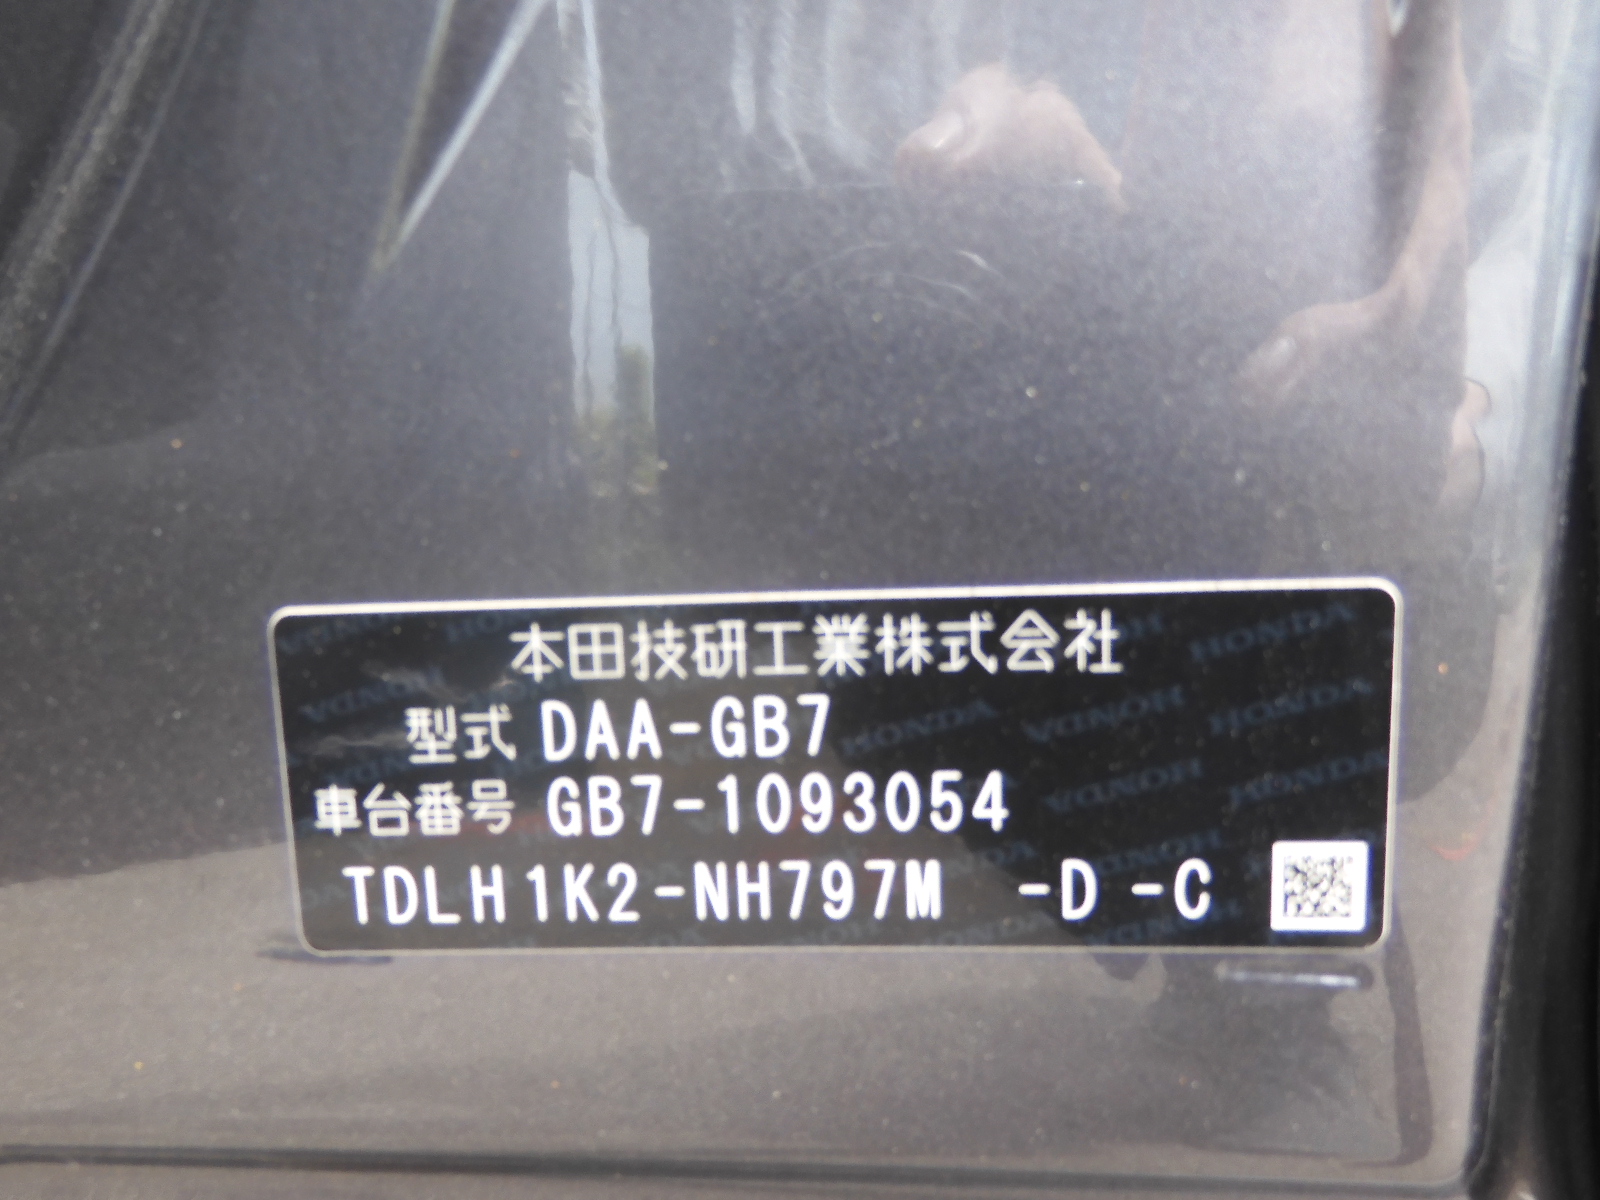 本田技研工業株式会社
型式 DAA-GB7
車台番号 GB7-1093054
TDLH1K2-NH797M -D -C